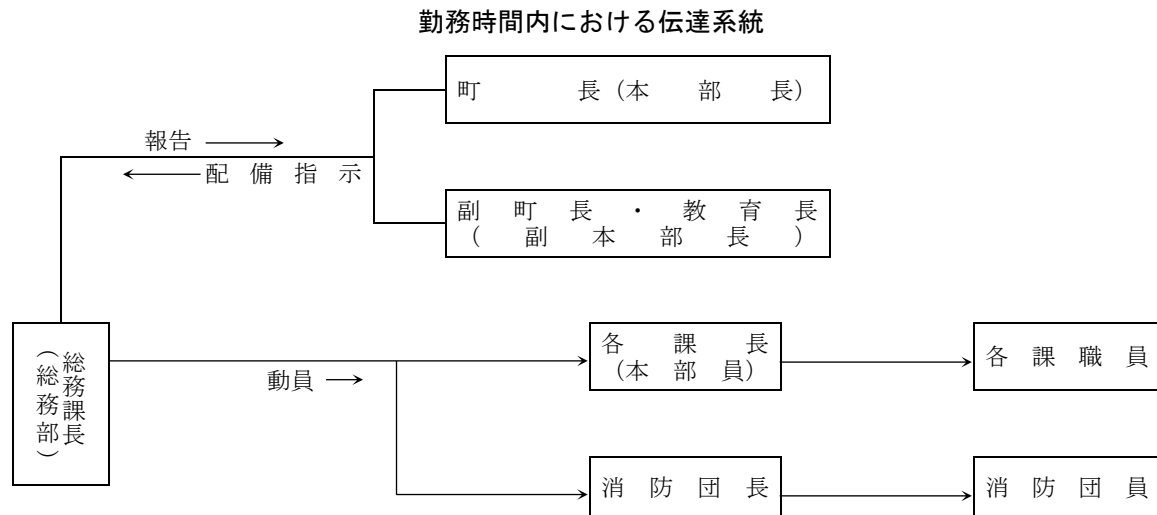 勤務時間内における伝達系統
町長(本部長)
報告
配備指示
副町長・教育長
(副本部長)
総務課長
(総務部)
各課長
(本部員)
各課職員
動員
消防団長
消防団員